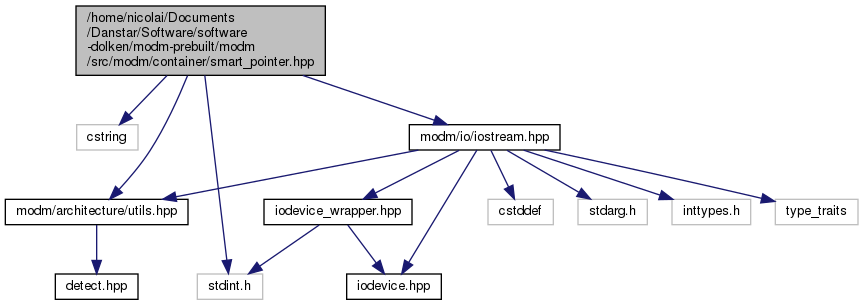 /home/nicolai/Documents
/Danstar/Software/software
-dolken/modm-prebuilt/modm
/src/modm/container/smart_pointer.hpp
cstring
modm/io/iostream.hpp
modm/architecture/utils.hpp
iodevice_wrapper.hpp
cstddef
stdarg.h
inttypes.h
type_traits
detect.hpp
stdint.h
iodevice.hpp